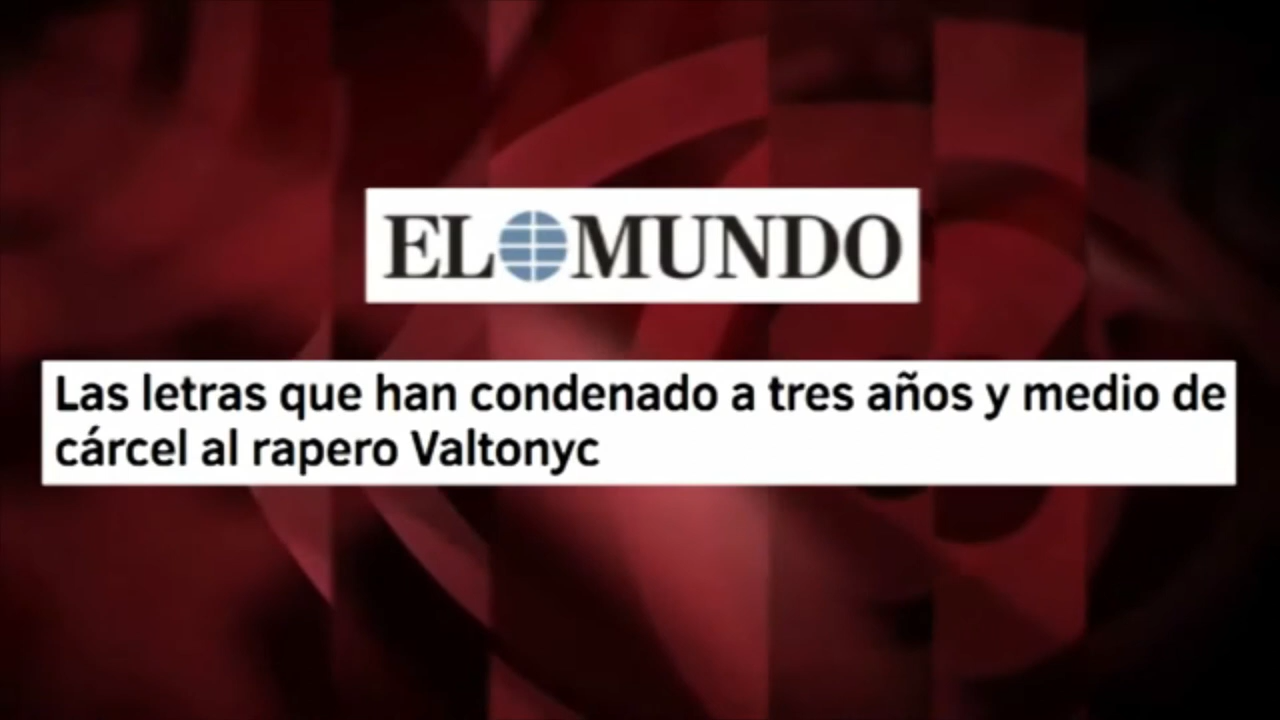 EL MUNDO
Las letras que han condenado a tres años y medio de
cárcel al rapero Valtonyc